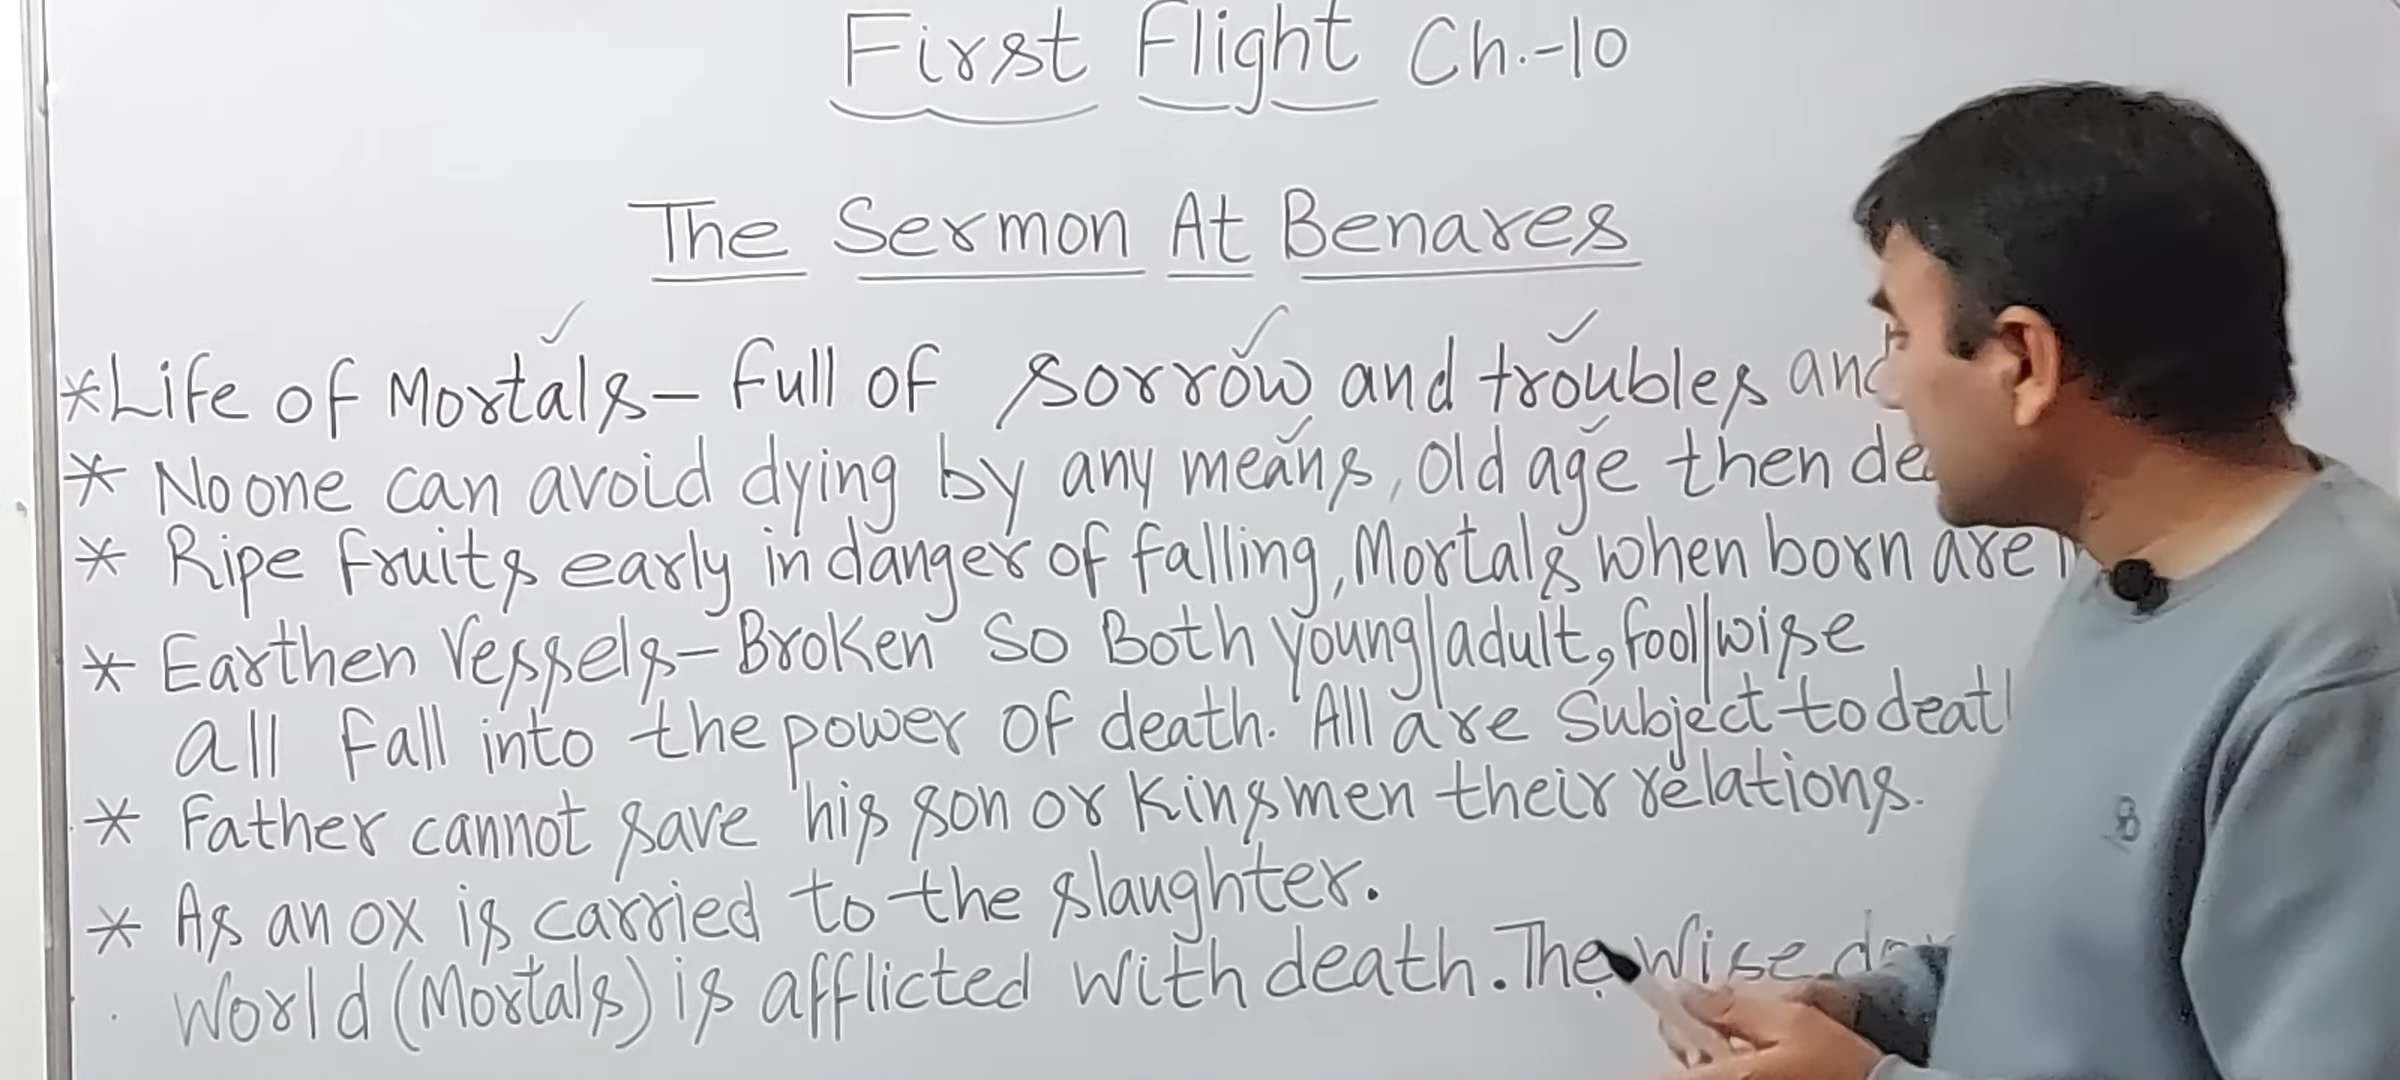 First Flight Ch.-10
The Sermon At Benares
*Life of Mortals - Full of sorrow and troubles and
* No one can avoid dying by any means, Old age then
* Ripe Fruits early in danger of falling, Mortals when born are
* Earthen Vessels - Broken So Both young/adult, fool/wise
all fall into the power of death. All are subject to
* Father cannot save his son or Kinsmen their relations.
* As an ox is carried to the slaughter.
World (Mortals) is afflicted with death. The Wise